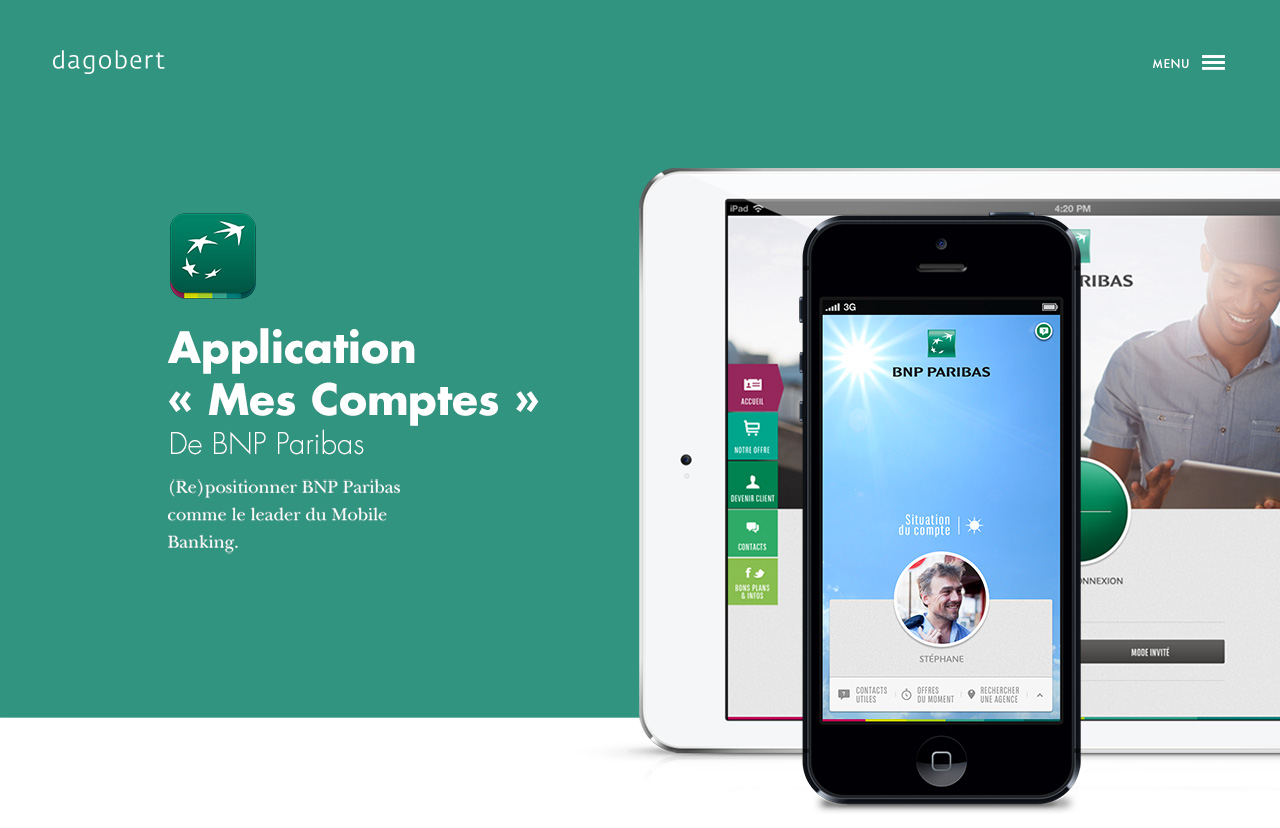 dagobert
MENU
Application
« Mes Comptes »
De BNP Paribas
(Re)positionner BNP Paribas
comme le leader du Mobile
Banking.
iPad
4:20 PM
RIBAS
ACCUEIL
NOTRE OFFRE
DEVENIR CLIENT
CONTACTS
BONS PLANS
& INFOS
NNEXION
MODE INVITÉ
3G
BNP PARIBAS
Situation
du compte
STÉPHANE
CONTACTS
UTILES
OFFRES
DU MOMENT
RECHERCHER
UNE AGENCE